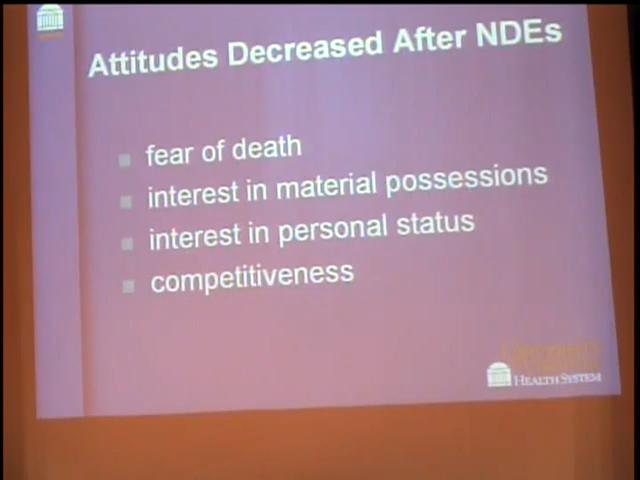 Attitudes Decreased After NDEs
fear of death
interest in material possessions
interest in personal status
competitiveness
HEALTH SYSTEM